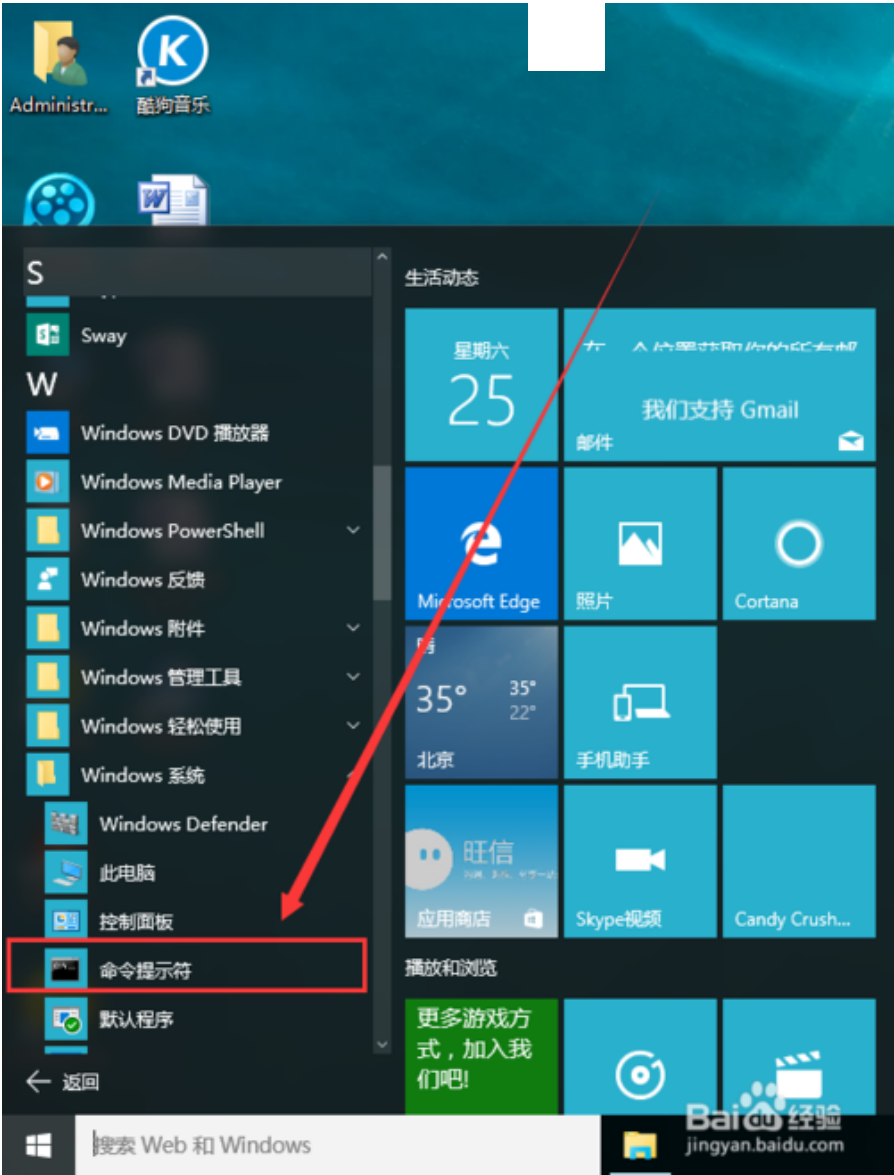 Administr...
酷狗音乐
S
Sway
W
Windows DVD 播放器
Windows Media Player
Windows PowerShell
Windows 反馈
Windows 附件
Windows 管理工具
Windows 轻松使用
Windows 系统
Windows Defender
此电脑
控制面板
命令提示符
默认程序
返回
生活动态
星期六
25
我们支持 Gmail
邮件
Microsoft Edge
照片
Cortana
晴
35°
35°
22°
北京
手机助手
旺信
应用商店
Skype视频
Candy Crush...
播放和浏览
更多游戏方
式，加入我
们吧!
搜索 Web 和 Windows
Baidu 经验
jingyan.baidu.com